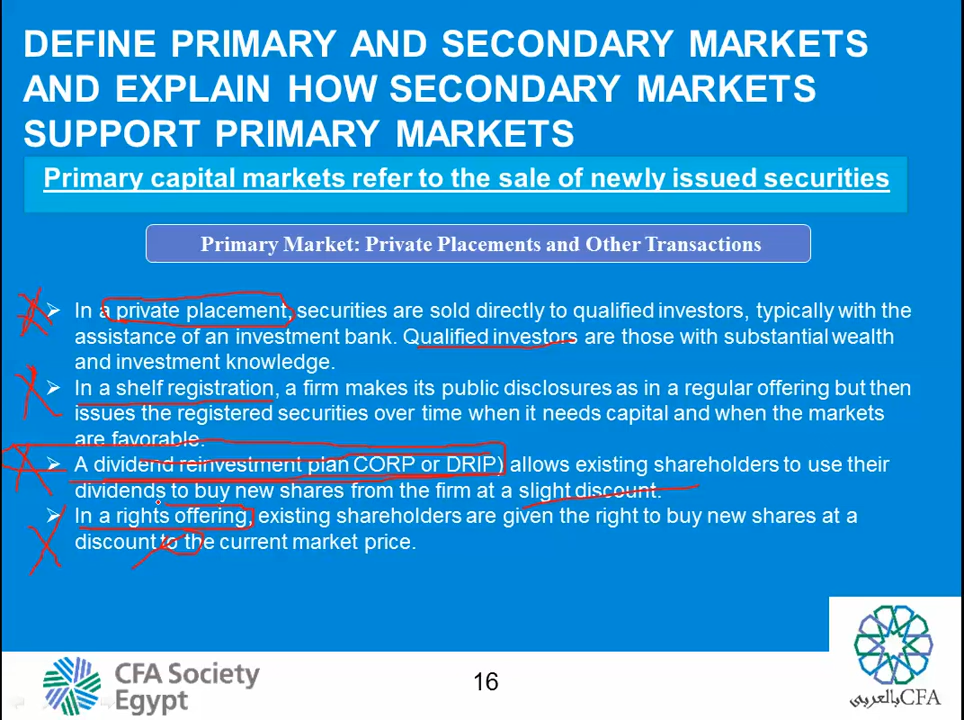 DEFINE PRIMARY AND SECONDARY MARKETS
AND EXPLAIN HOW SECONDARY MARKETS
SUPPORT PRIMARY MARKETS
Primary capital markets refer to the sale of newly issued securities
Primary Market: Private Placements and Other Transactions
In a private placement, securities are sold directly to qualified investors, typically with the
assistance of an investment bank. Qualified investors are those with substantial wealth
and investment knowledge.
In a shelf registration, a firm makes its public disclosures as in a regular offering but then
issues the registered securities over time when it needs capital and when the markets
are favorable.
A dividend reinvestment plan CORP or DRIP) allows existing shareholders to use their
dividends to buy new shares from the firm at a slight discount.
In a rights offering, existing shareholders are given the right to buy new shares at a
discount to the current market price.
CFA Society
Egypt
16
CFA بالعربي